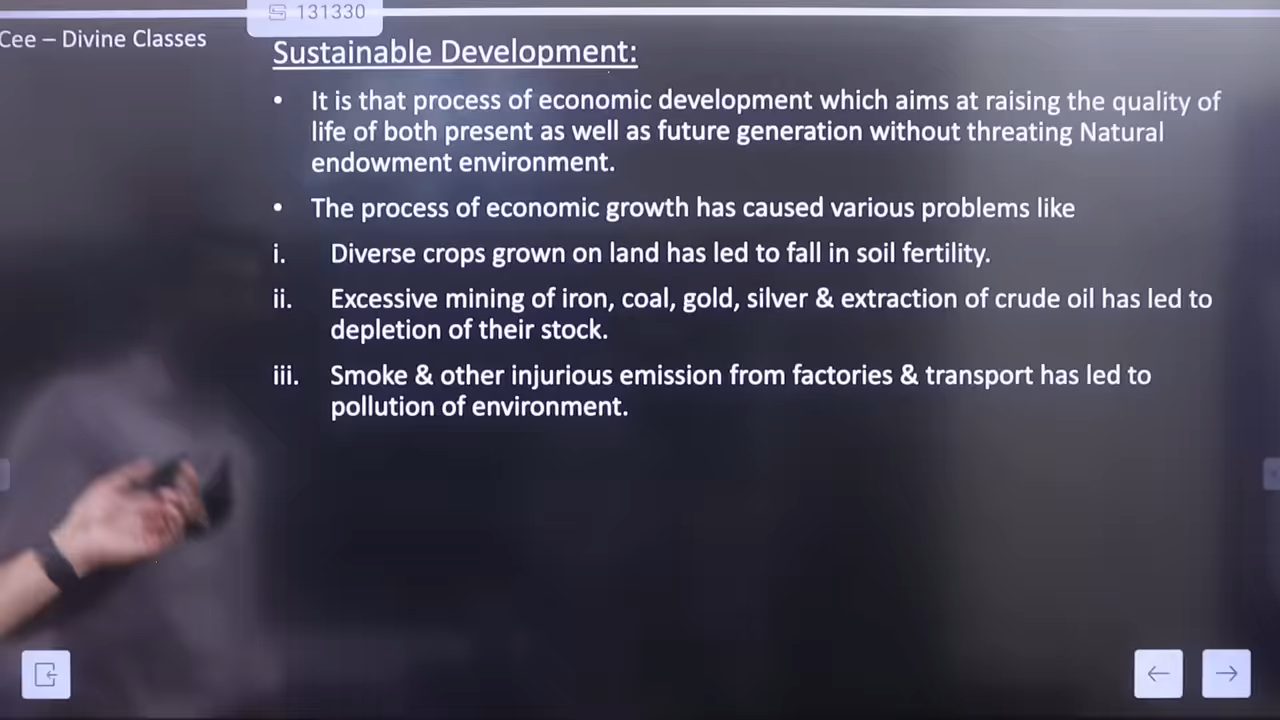 131330
Cee – Divine Classes
Sustainable Development:
• It is that process of economic development which aims at raising the quality of
life of both present as well as future generation without threating Natural
endowment environment.
• The process of economic growth has caused various problems like
i. Diverse crops grown on land has led to fall in soil fertility.
ii. Excessive mining of iron, coal, gold, silver & extraction of crude oil has led to
depletion of their stock.
iii. Smoke & other injurious emission from factories & transport has led to
pollution of environment.